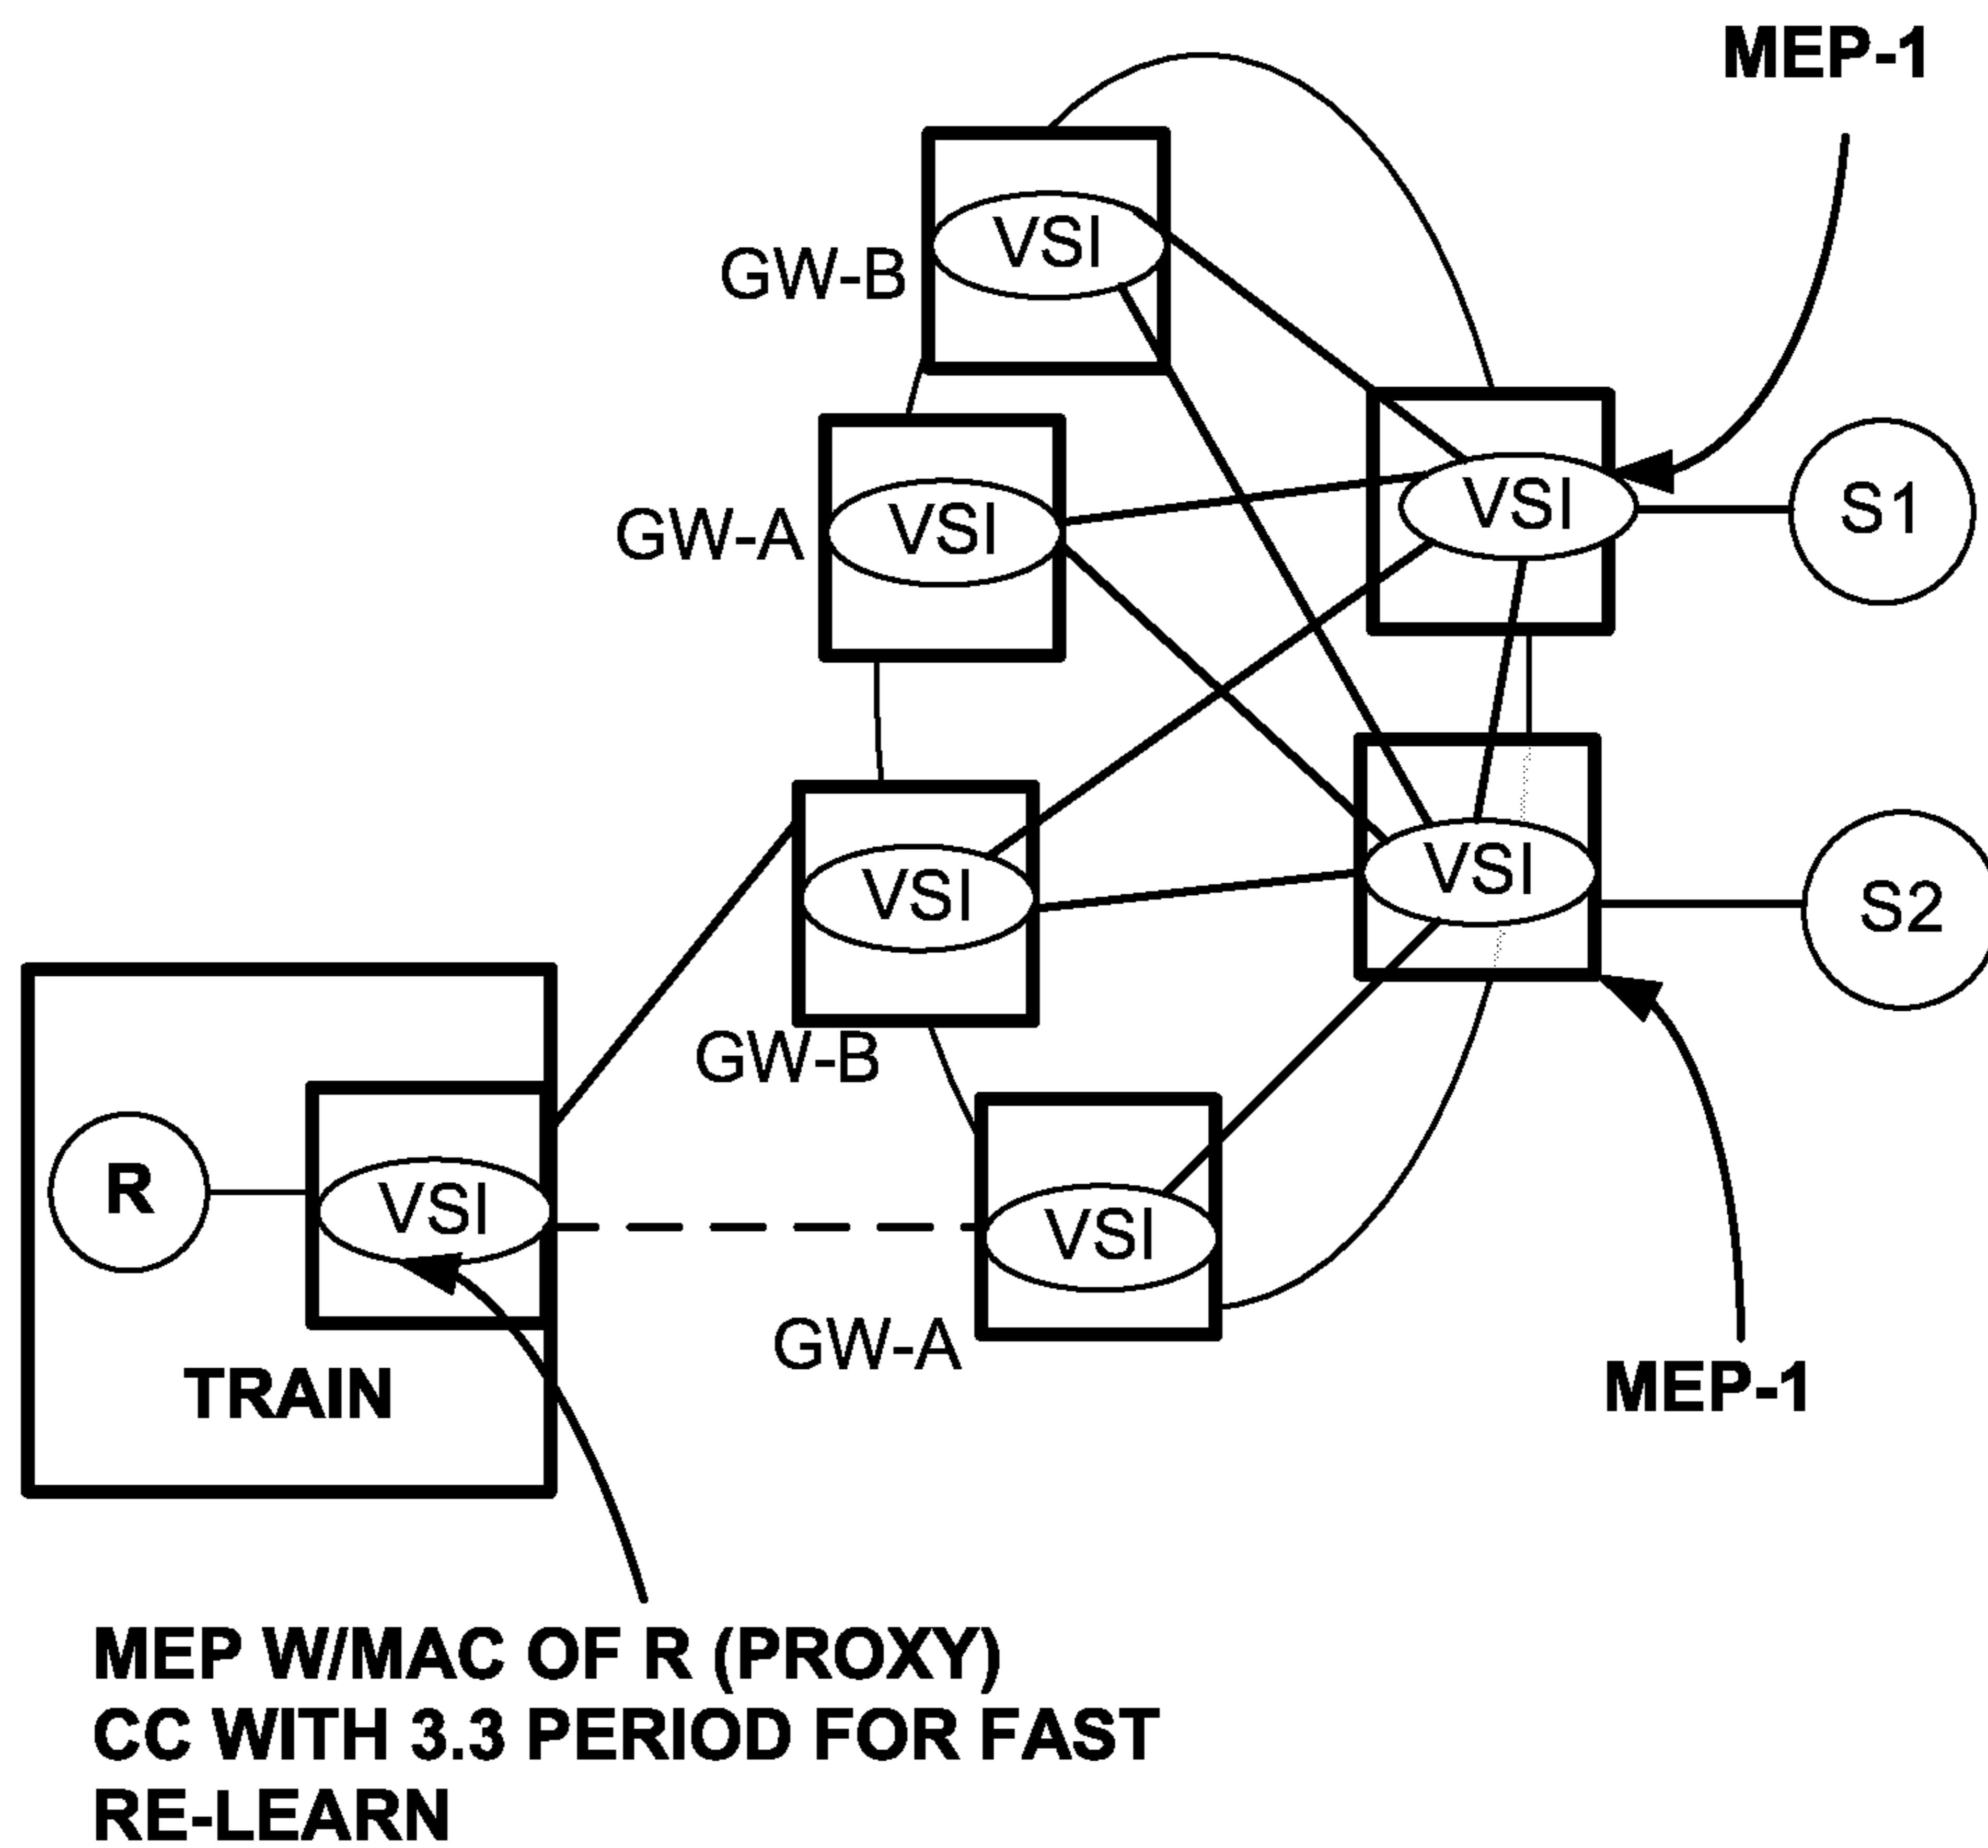 MEP-1
VSI
GW-B
VSI
S1
GW-A
VSI
VSI
VSI
S2
GW-B
R
VSI
VSI
GW-A
TRAIN
MEP-1
MEP W/MAC OF R (PROXY)
CC WITH 3.3 PERIOD FOR FAST
RE-LEARN